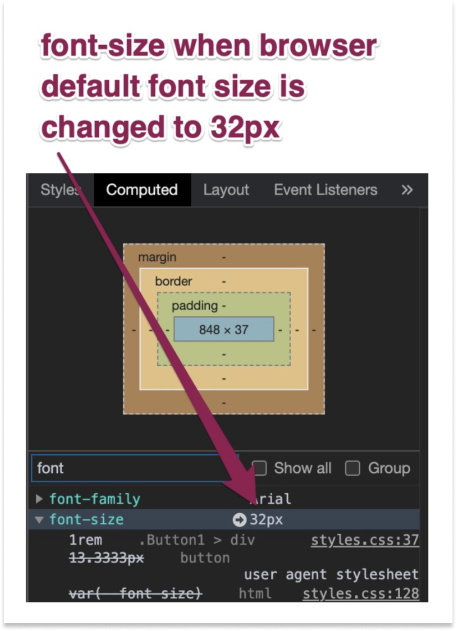 font-size when browser
default font size is
changed to 32px
Styles Computed Layout Event Listeners »
margin -
border -
padding -
- - - 848 × 37 - - -
-
-
-
font Show all Group
font-family Arial
font-size 32px
1rem .Button1 > div styles.css:37
13.3333px button
user agent stylesheet
var(--font-size) html styles.css:128